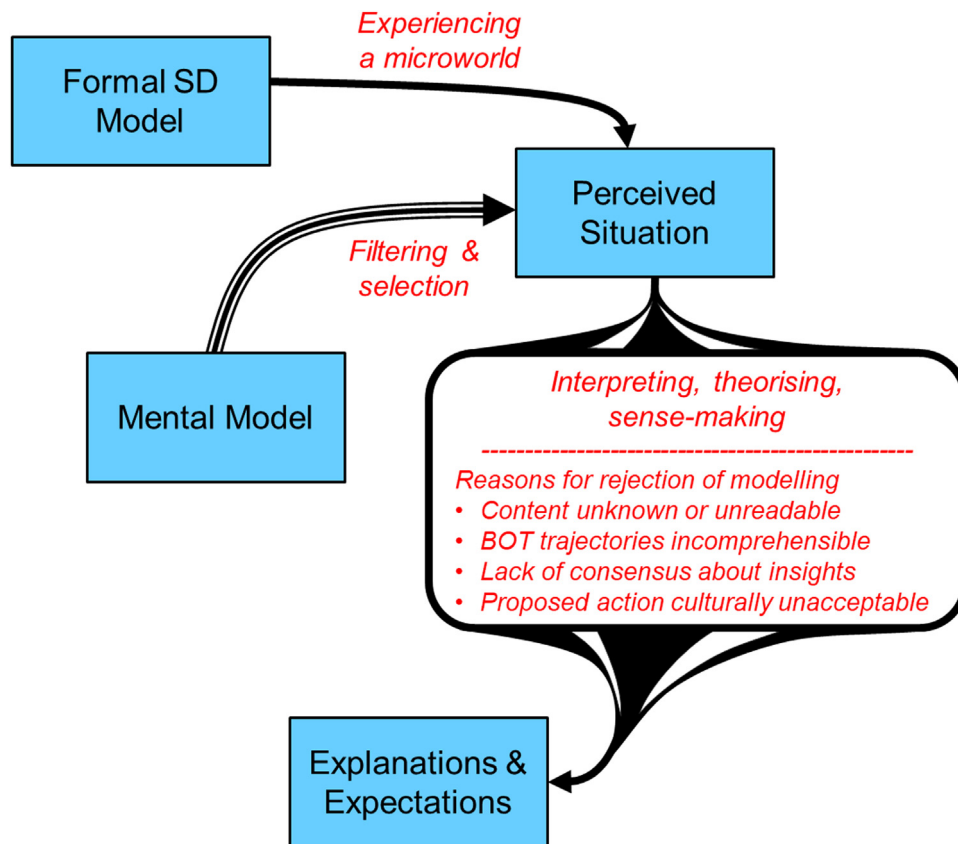 Experiencing
a microworld
Formal SD
Model
Perceived
Situation
Filtering &
selection
Mental Model
Interpreting, theorising,
sense-making
-------------------------------------------------
Reasons for rejection of modelling
• Content unknown or unreadable
• BOT trajectories incomprehensible
• Lack of consensus about insights
• Proposed action culturally unacceptable
Explanations &
Expectations